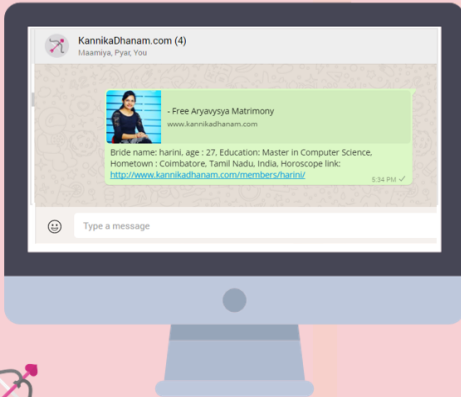 KannikaDhanam.com (4)
Maamiya, Pyar, You
- Free Aryavysya Matrimony
www.kannikadhanam.com
Bride name: harini, age : 27, Education: Master in Computer Science,
Hometown : Coimbatore, Tamil Nadu, India, Horoscope link:
http://www.kannikadhanam.com/members/harini/
5:34 PM
Type a message